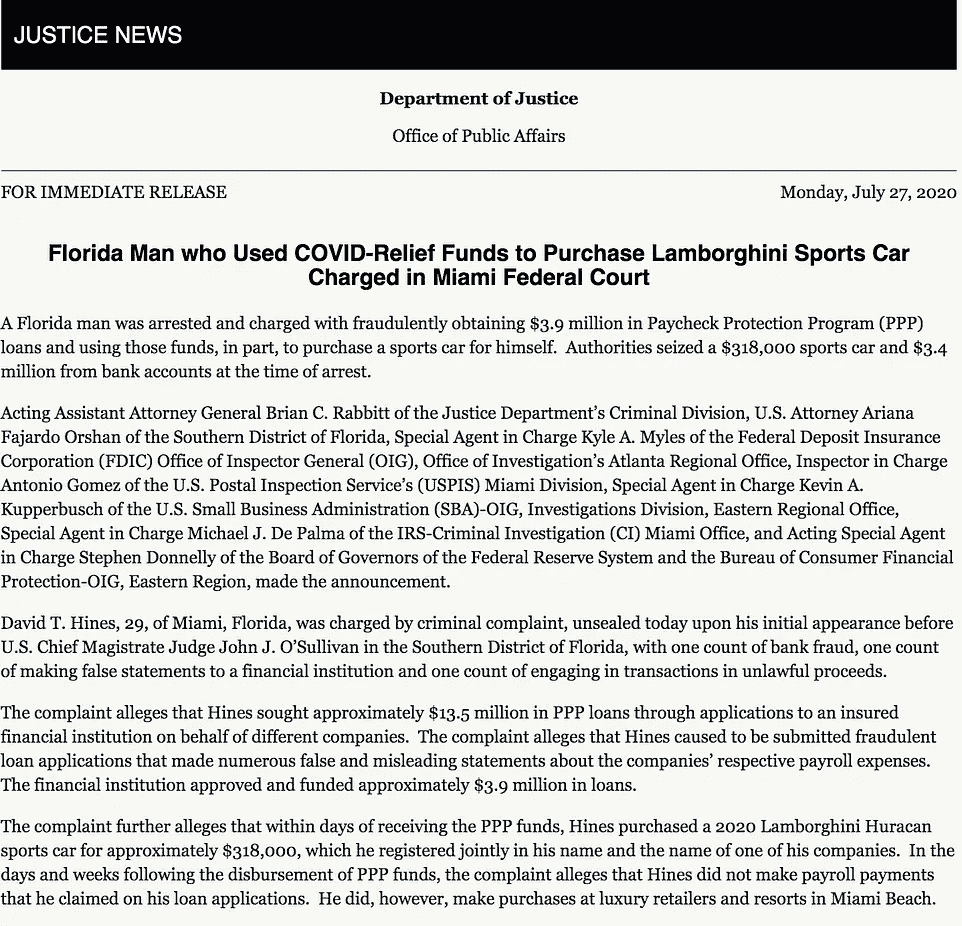 JUSTICE NEWS
Department of Justice
Office of Public Affairs
FOR IMMEDIATE RELEASE Monday, July 27, 2020
Florida Man who Used COVID-Relief Funds to Purchase Lamborghini Sports Car
Charged in Miami Federal Court
A Florida man was arrested and charged with fraudulently obtaining $3.9 million in Paycheck Protection Program (PPP)
loans and using those funds, in part, to purchase a sports car for himself.  Authorities seized a $318,000 sports car and $3.4
million from bank accounts at the time of arrest.
Acting Assistant Attorney General Brian C. Rabbitt of the Justice Department’s Criminal Division, U.S. Attorney Ariana
Fajardo Orshan of the Southern District of Florida, Special Agent in Charge Kyle A. Myles of the Federal Deposit Insurance
Corporation (FDIC) Office of Inspector General (OIG), Office of Investigation’s Atlanta Regional Office, Inspector in Charge
Antonio Gomez of the U.S. Postal Inspection Service’s (USPIS) Miami Division, Special Agent in Charge Kevin A.
Kupperbusch of the U.S. Small Business Administration (SBA)-OIG, Investigations Division, Eastern Regional Office,
Special Agent in Charge Michael J. De Palma of the IRS-Criminal Investigation (CI) Miami Office, and Acting Special Agent
in Charge Stephen Donnelly of the Board of Governors of the Federal Reserve System and the Bureau of Consumer Financial
Protection-OIG, Eastern Region, made the announcement.
David T. Hines, 29, of Miami, Florida, was charged by criminal complaint, unsealed today upon his initial appearance before
U.S. Chief Magistrate Judge John J. O’Sullivan in the Southern District of Florida, with one count of bank fraud, one count
of making false statements to a financial institution and one count of engaging in transactions in unlawful proceeds.
The complaint alleges that Hines sought approximately $13.5 million in PPP loans through applications to an insured
financial institution on behalf of different companies.  The complaint alleges that Hines caused to be submitted fraudulent
loan applications that made numerous false and misleading statements about the companies’ respective payroll expenses.
The financial institution approved and funded approximately $3.9 million in loans.
The complaint further alleges that within days of receiving the PPP funds, Hines purchased a 2020 Lamborghini Huracan
sports car for approximately $318,000, which he registered jointly in his name and the name of one of his companies.  In the
days and weeks following the disbursement of PPP funds, the complaint alleges that Hines did not make payroll payments
that he claimed on his loan applications.  He did, however, make purchases at luxury retailers and resorts in Miami Beach.